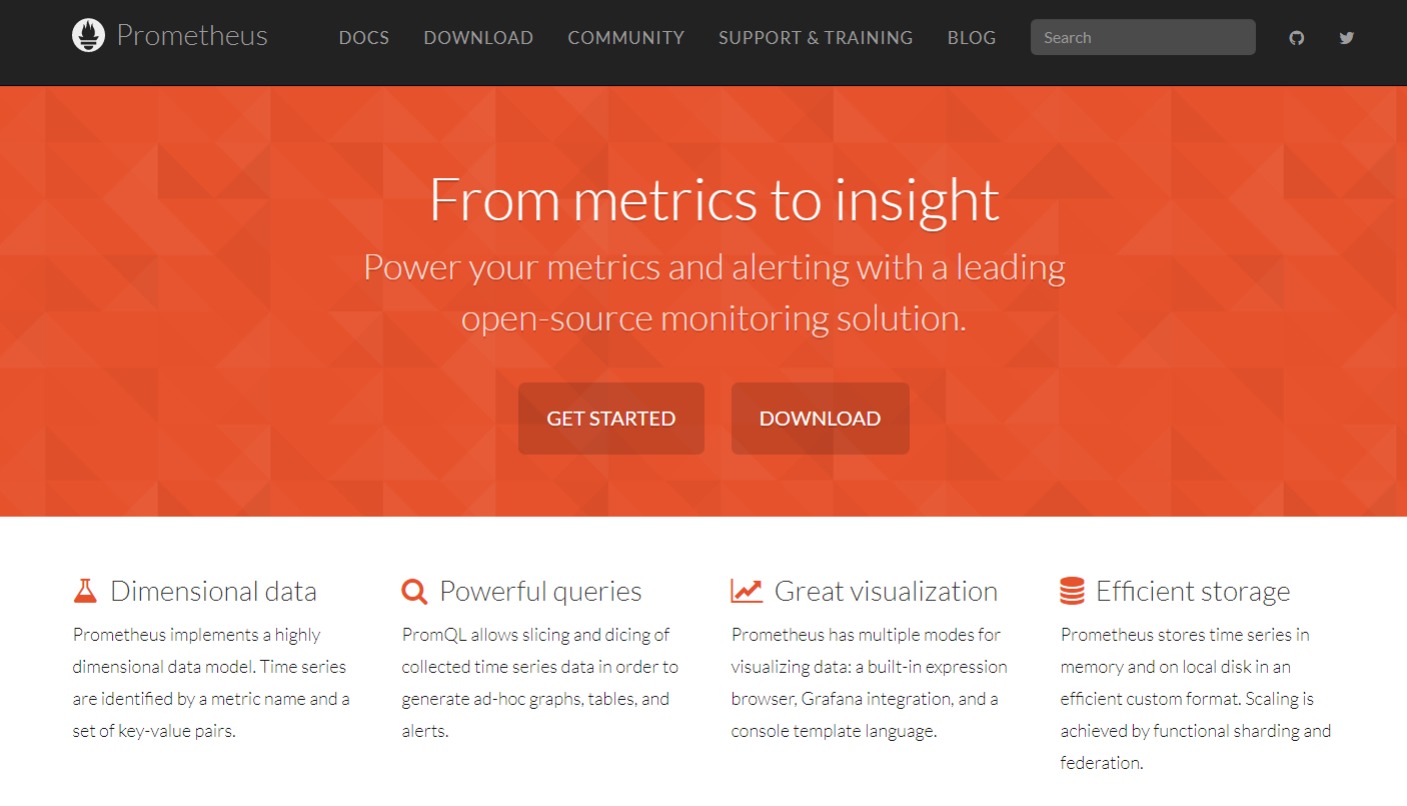 Prometheus DOCS DOWNLOAD COMMUNITY SUPPORT & TRAINING BLOG Search
From metrics to insight
Power your metrics and alerting with a leading
open-source monitoring solution.
GET STARTED DOWNLOAD
Dimensional data
Prometheus implements a highly
dimensional data model. Time series
are identified by a metric name and a
set of key-value pairs.
Powerful queries
PromQL allows slicing and dicing of
collected time series data in order to
generate ad-hoc graphs, tables, and
alerts.
Great visualization
Prometheus has multiple modes for
visualizing data: a built-in expression
browser, Grafana integration, and a
console template language.
Efficient storage
Prometheus stores time series in
memory and on local disk in an
efficient custom format. Scaling is
achieved by functional sharding and
federation.